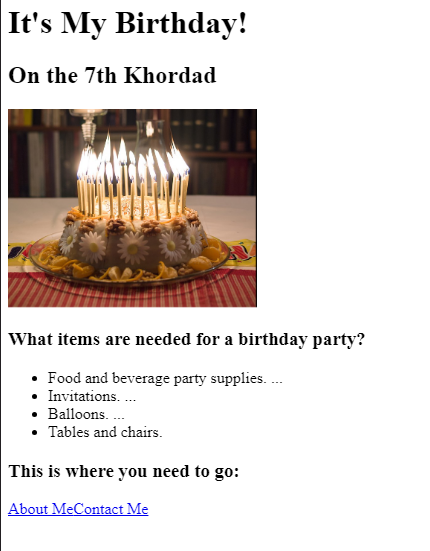 It's My Birthday!
On the 7th Khordad
What items are needed for a birthday party?
Food and beverage party supplies. ...
Invitations. ...
Balloons. ...
Tables and chairs.
This is where you need to go:
About MeContact Me